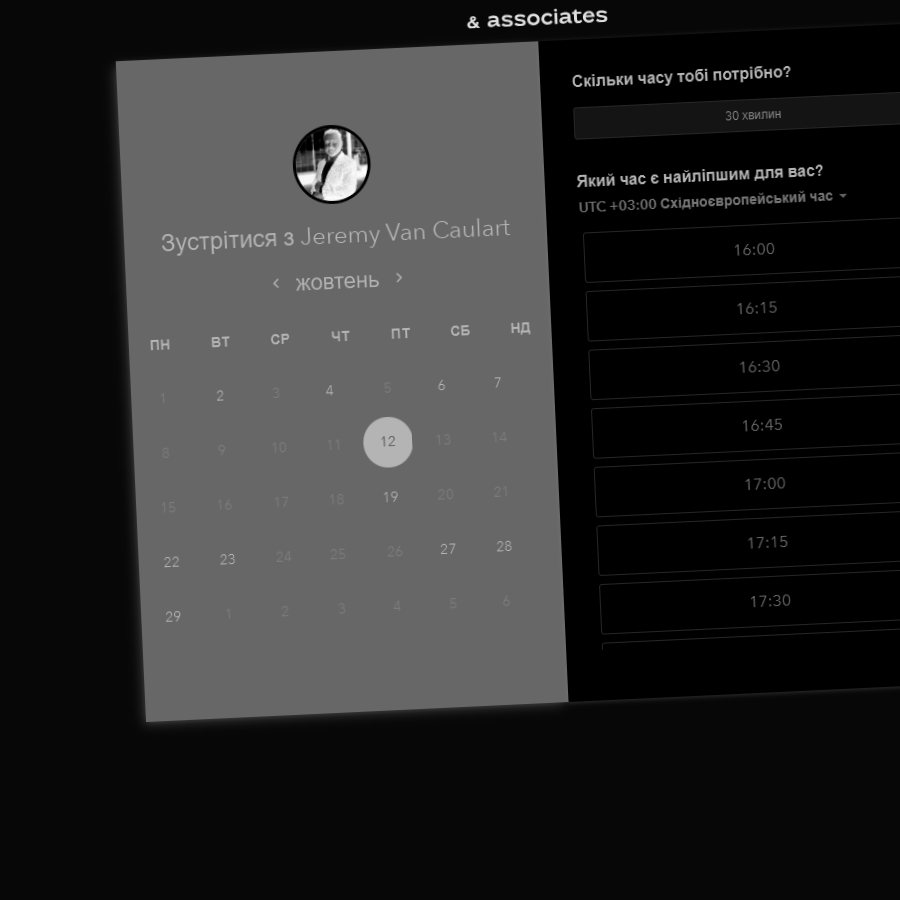 & associates
Зустрітися з Jeremy Van Caulart
жовтень
ПН ВТ СР ЧТ ПТ СБ НД
1 2 3 4 5 6 7
8 9 10 11 12 13 14
15 16 17 18 19 20 21
22 23 24 25 26 27 28
29 1 2 3 4 5 6
Скільки часу тобі потрібно?
30 хвилин
Який час є найліпшим для вас?
UTC +03:00 Східноєвропейський час
16:00
16:15
16:30
16:45
17:00
17:15
17:30